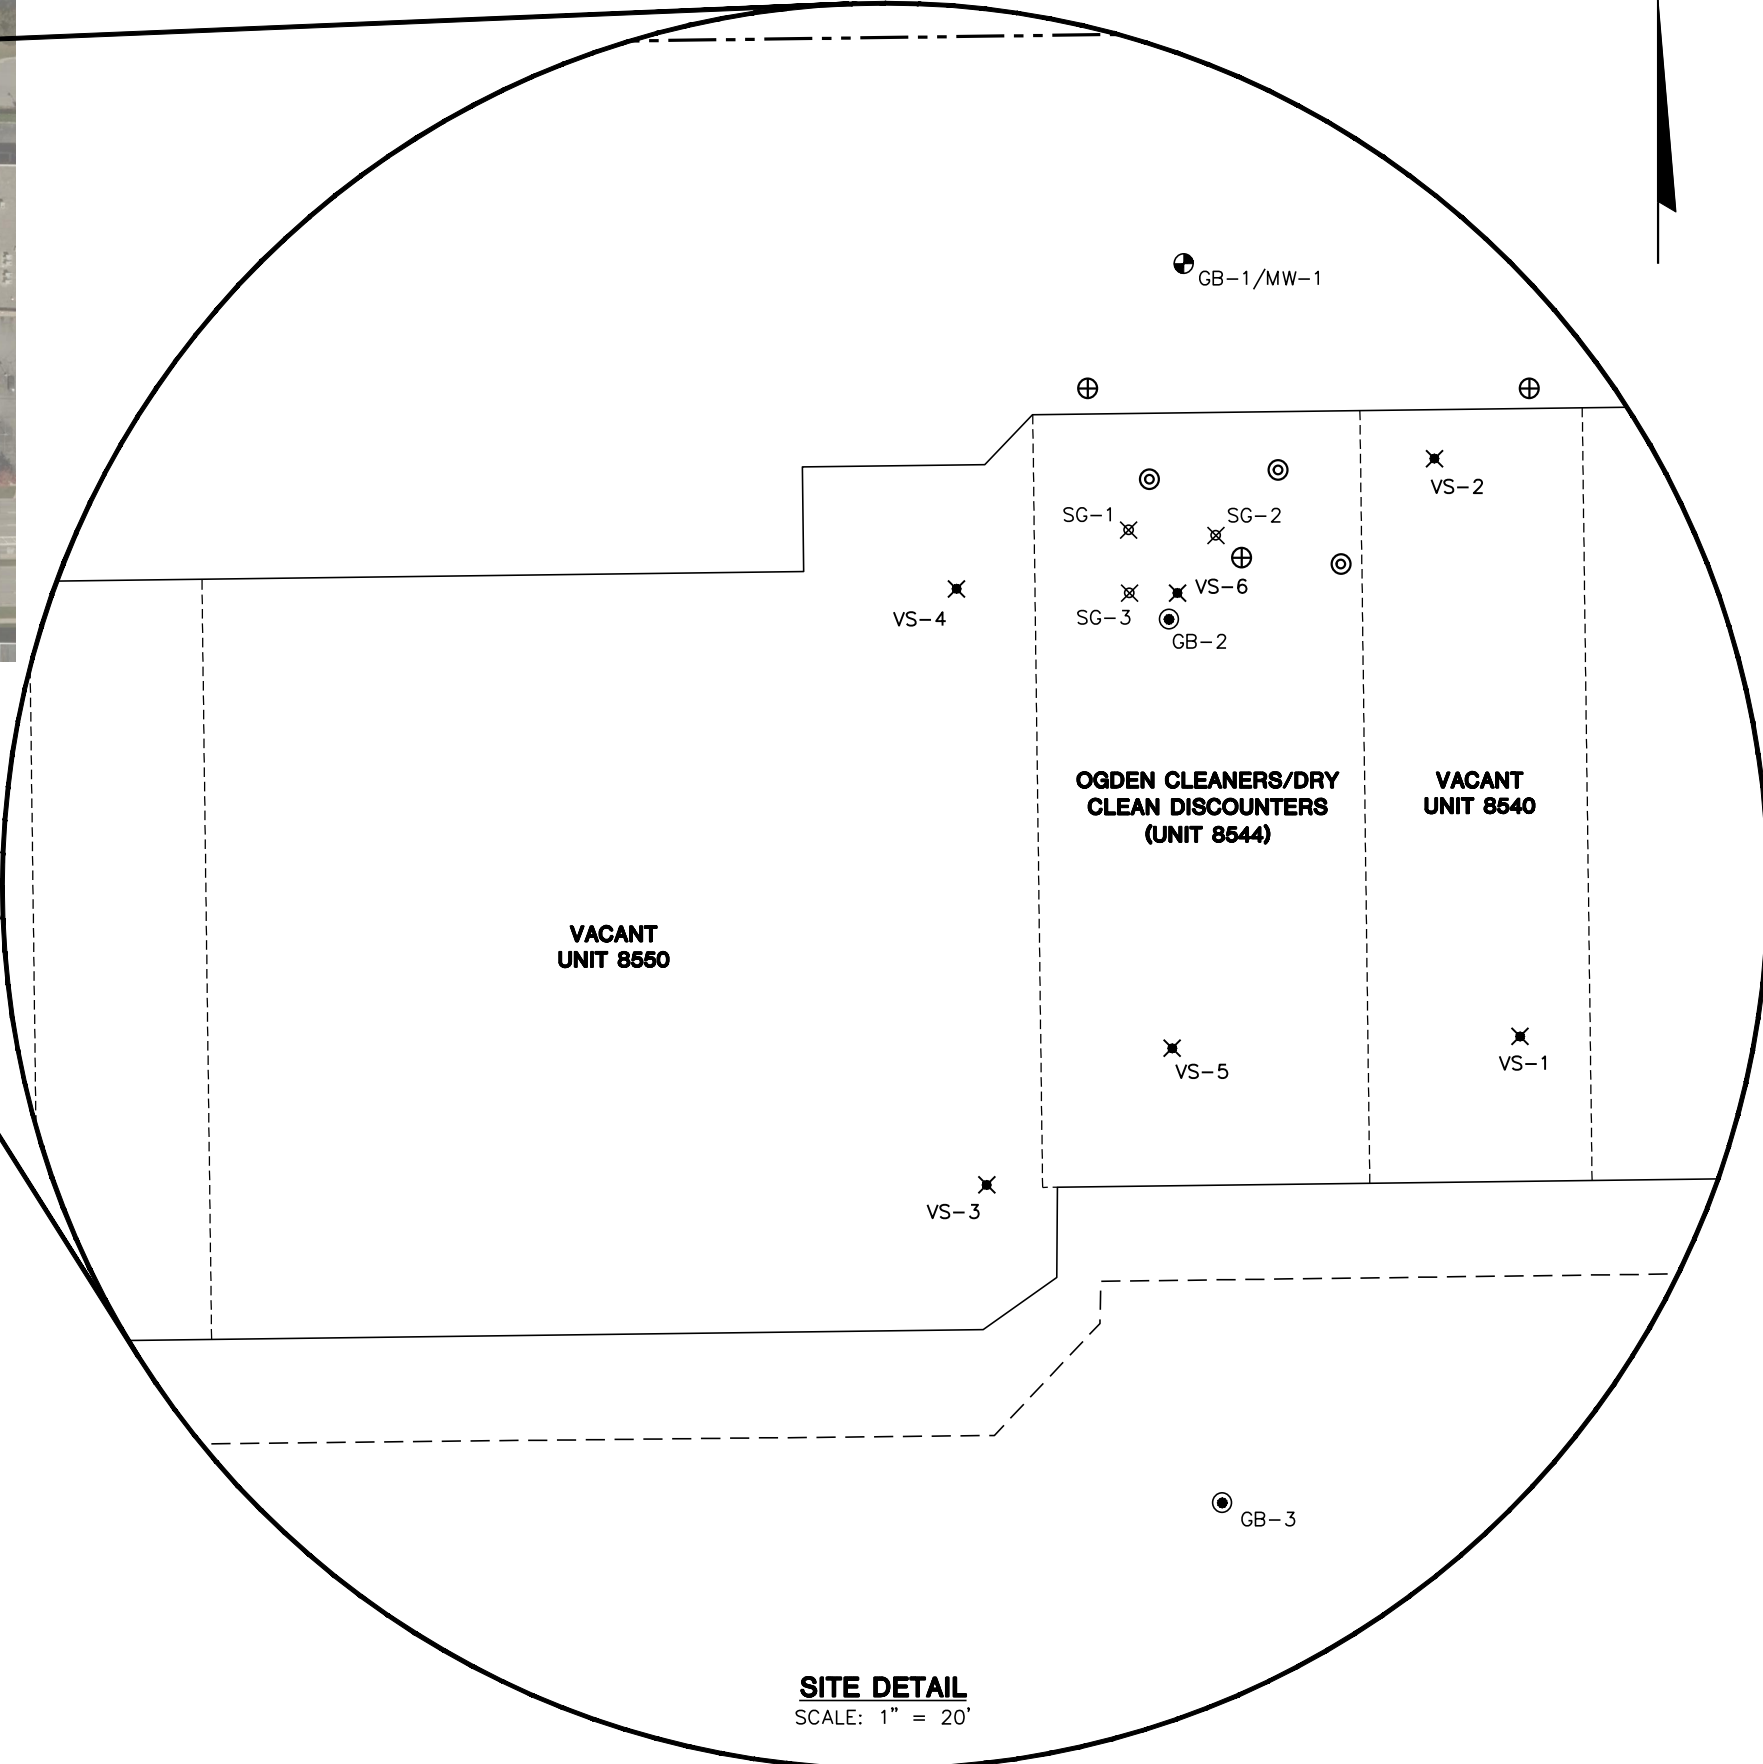 GB-1/MW-1
VS-2
SG-1
SG-2
VS-6
VS-4
SG-3
GB-2
OGDEN CLEANERS/DRY
CLEAN DISCOUNTERS
(UNIT 8544)
VACANT
UNIT 8540
VACANT
UNIT 8550
VS-5
VS-1
VS-3
GB-3
SITE DETAIL
SCALE: 1" = 20'